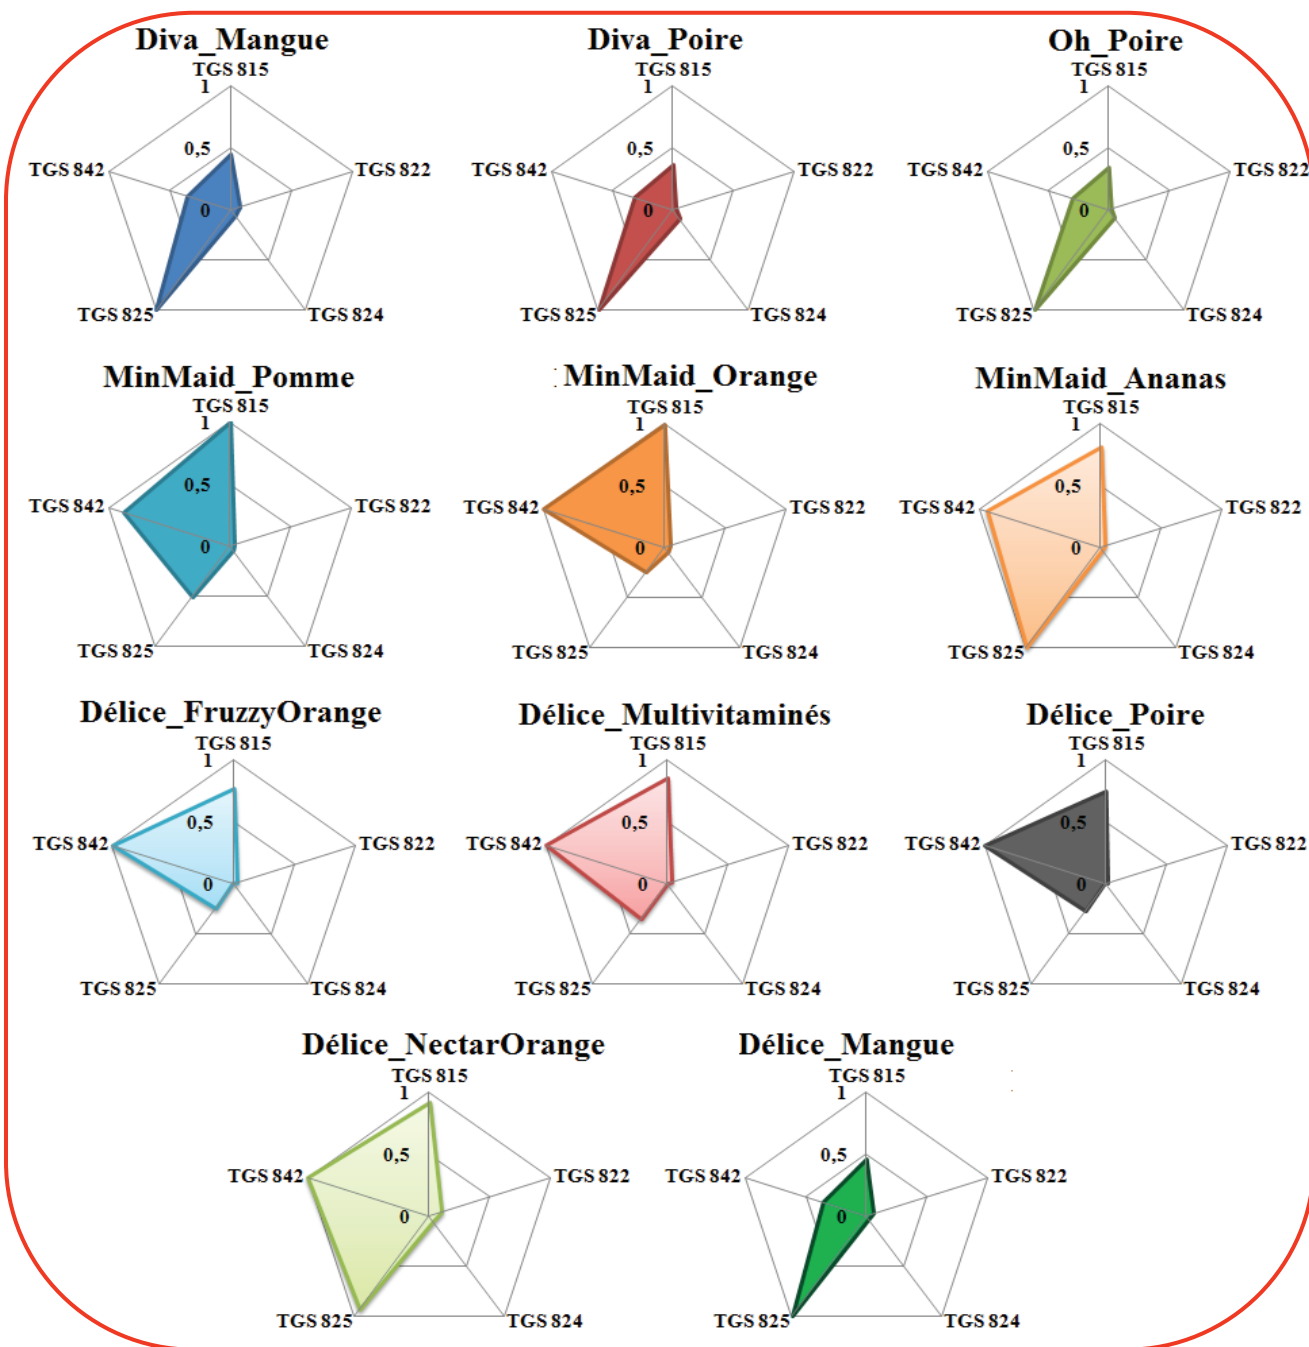 Diva_Mangue
TGS 815
1
0,5
TGS 842
TGS 822
0
TGS 825
TGS 824
Diva_Poire
TGS 815
1
0,5
TGS 842
TGS 822
0
TGS 825
TGS 824
Oh_Poire
TGS 815
1
0,5
TGS 842
TGS 822
0
TGS 825
TGS 824
MinMaid_Pomme
TGS 815
1
0,5
TGS 842
TGS 822
0
TGS 825
TGS 824
MinMaid_Orange
TGS 815
1
0,5
TGS 842
TGS 822
0
TGS 825
TGS 824
MinMaid_Ananas
TGS 815
1
0,5
TGS 842
TGS 822
0
TGS 825
TGS 824
Délice_FruzzyOrange
TGS 815
1
0,5
TGS 842
TGS 822
0
TGS 825
TGS 824
Délice_Multivitaminés
TGS 815
1
0,5
TGS 842
TGS 822
0
TGS 825
TGS 824
Délice_Poire
TGS 815
1
0,5
TGS 842
TGS 822
0
TGS 825
TGS 824
Délice_NectarOrange
TGS 815
1
0,5
TGS 842
TGS 822
0
TGS 825
TGS 824
Délice_Mangue
TGS 815
1
0,5
TGS 842
TGS 822
0
TGS 825
TGS 824